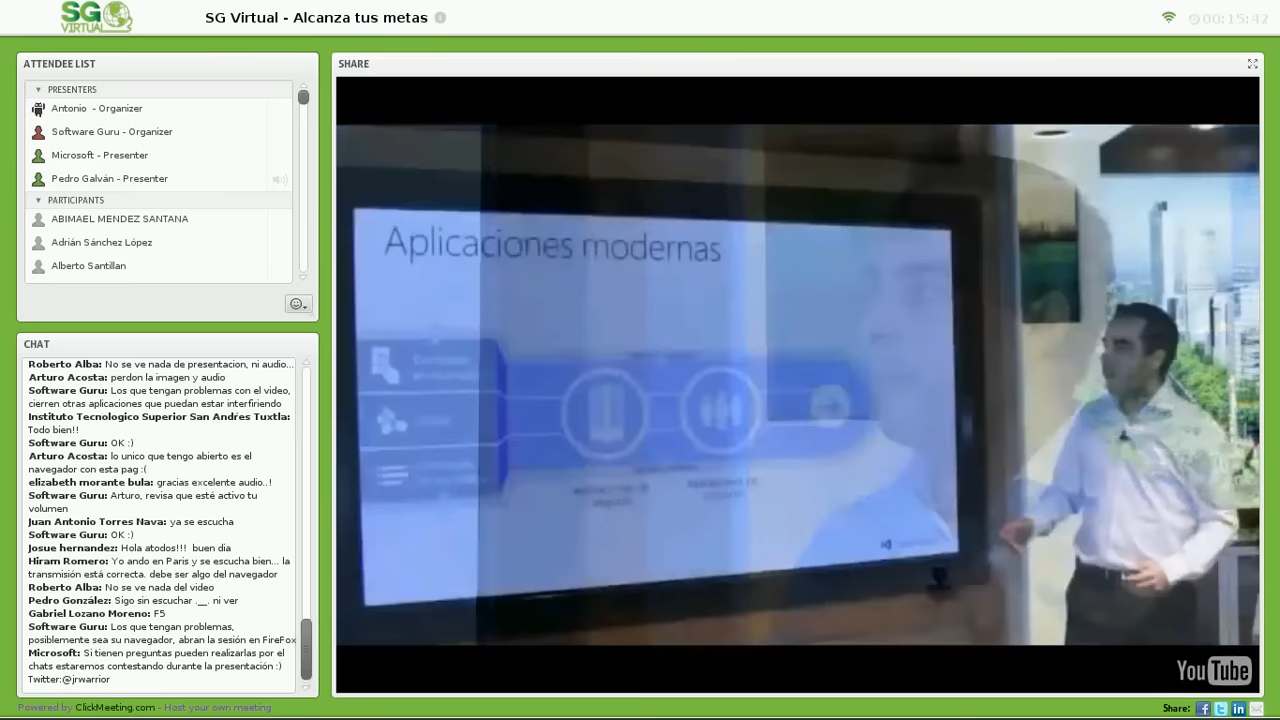 SG
VIRTUAL
SG Virtual - Alcanza tus metas
00:15:42
ATTENDEE LIST
PRESENTERS
Antonio - Organizer
Software Guru - Organizer
Microsoft - Presenter
Pedro Galván - Presenter
PARTICIPANTS
ABIMAEL MENDEZ SANTANA
Adrián Sánchez López
Alberto Santillan
CHAT
Roberto Alba: No se ve nada de presentacion, ni audio...
Arturo Acosta: perdon la imagen y audio
Software Guru: Los que tengan problemas con el video,
cierren otras aplicaciones que puedan estar interfiriendo
Instituto Tecnologico Superior San Andres Tuxtla:
Todo bien!!
Software Guru: OK :)
Arturo Acosta: lo unico que tengo abierto es el
navegador con esta pag :(
elizabeth morante bula: gracias excelente audio..!
Software Guru: Arturo, revisa que esté activo tu
volumen
Juan Antonio Torres Nava: ya se escucha
Software Guru: OK :)
Josue hernandez: Hola atodos!!! buen dia
Hiram Romero: Yo ando en Paris y se escucha bien... la
transmisión está correcta. debe ser algo del navegador
Roberto Alba: No se ve nada del video
Pedro González: Sigo sin escuchar .__. ni ver
Gabriel Lozano Moreno: F5
Software Guru: Los que tengan problemas,
posiblemente sea su navegador, abran la sesión en FireFox
Microsoft: Si tienen preguntas pueden realizarlas por el
chats estaremos contestando durante la presentación :)
Twitter:@jrwarrior
SHARE
Aplicaciones modernas
YouTube
Powered by ClickMeeting.com - Host your own meeting
Share: